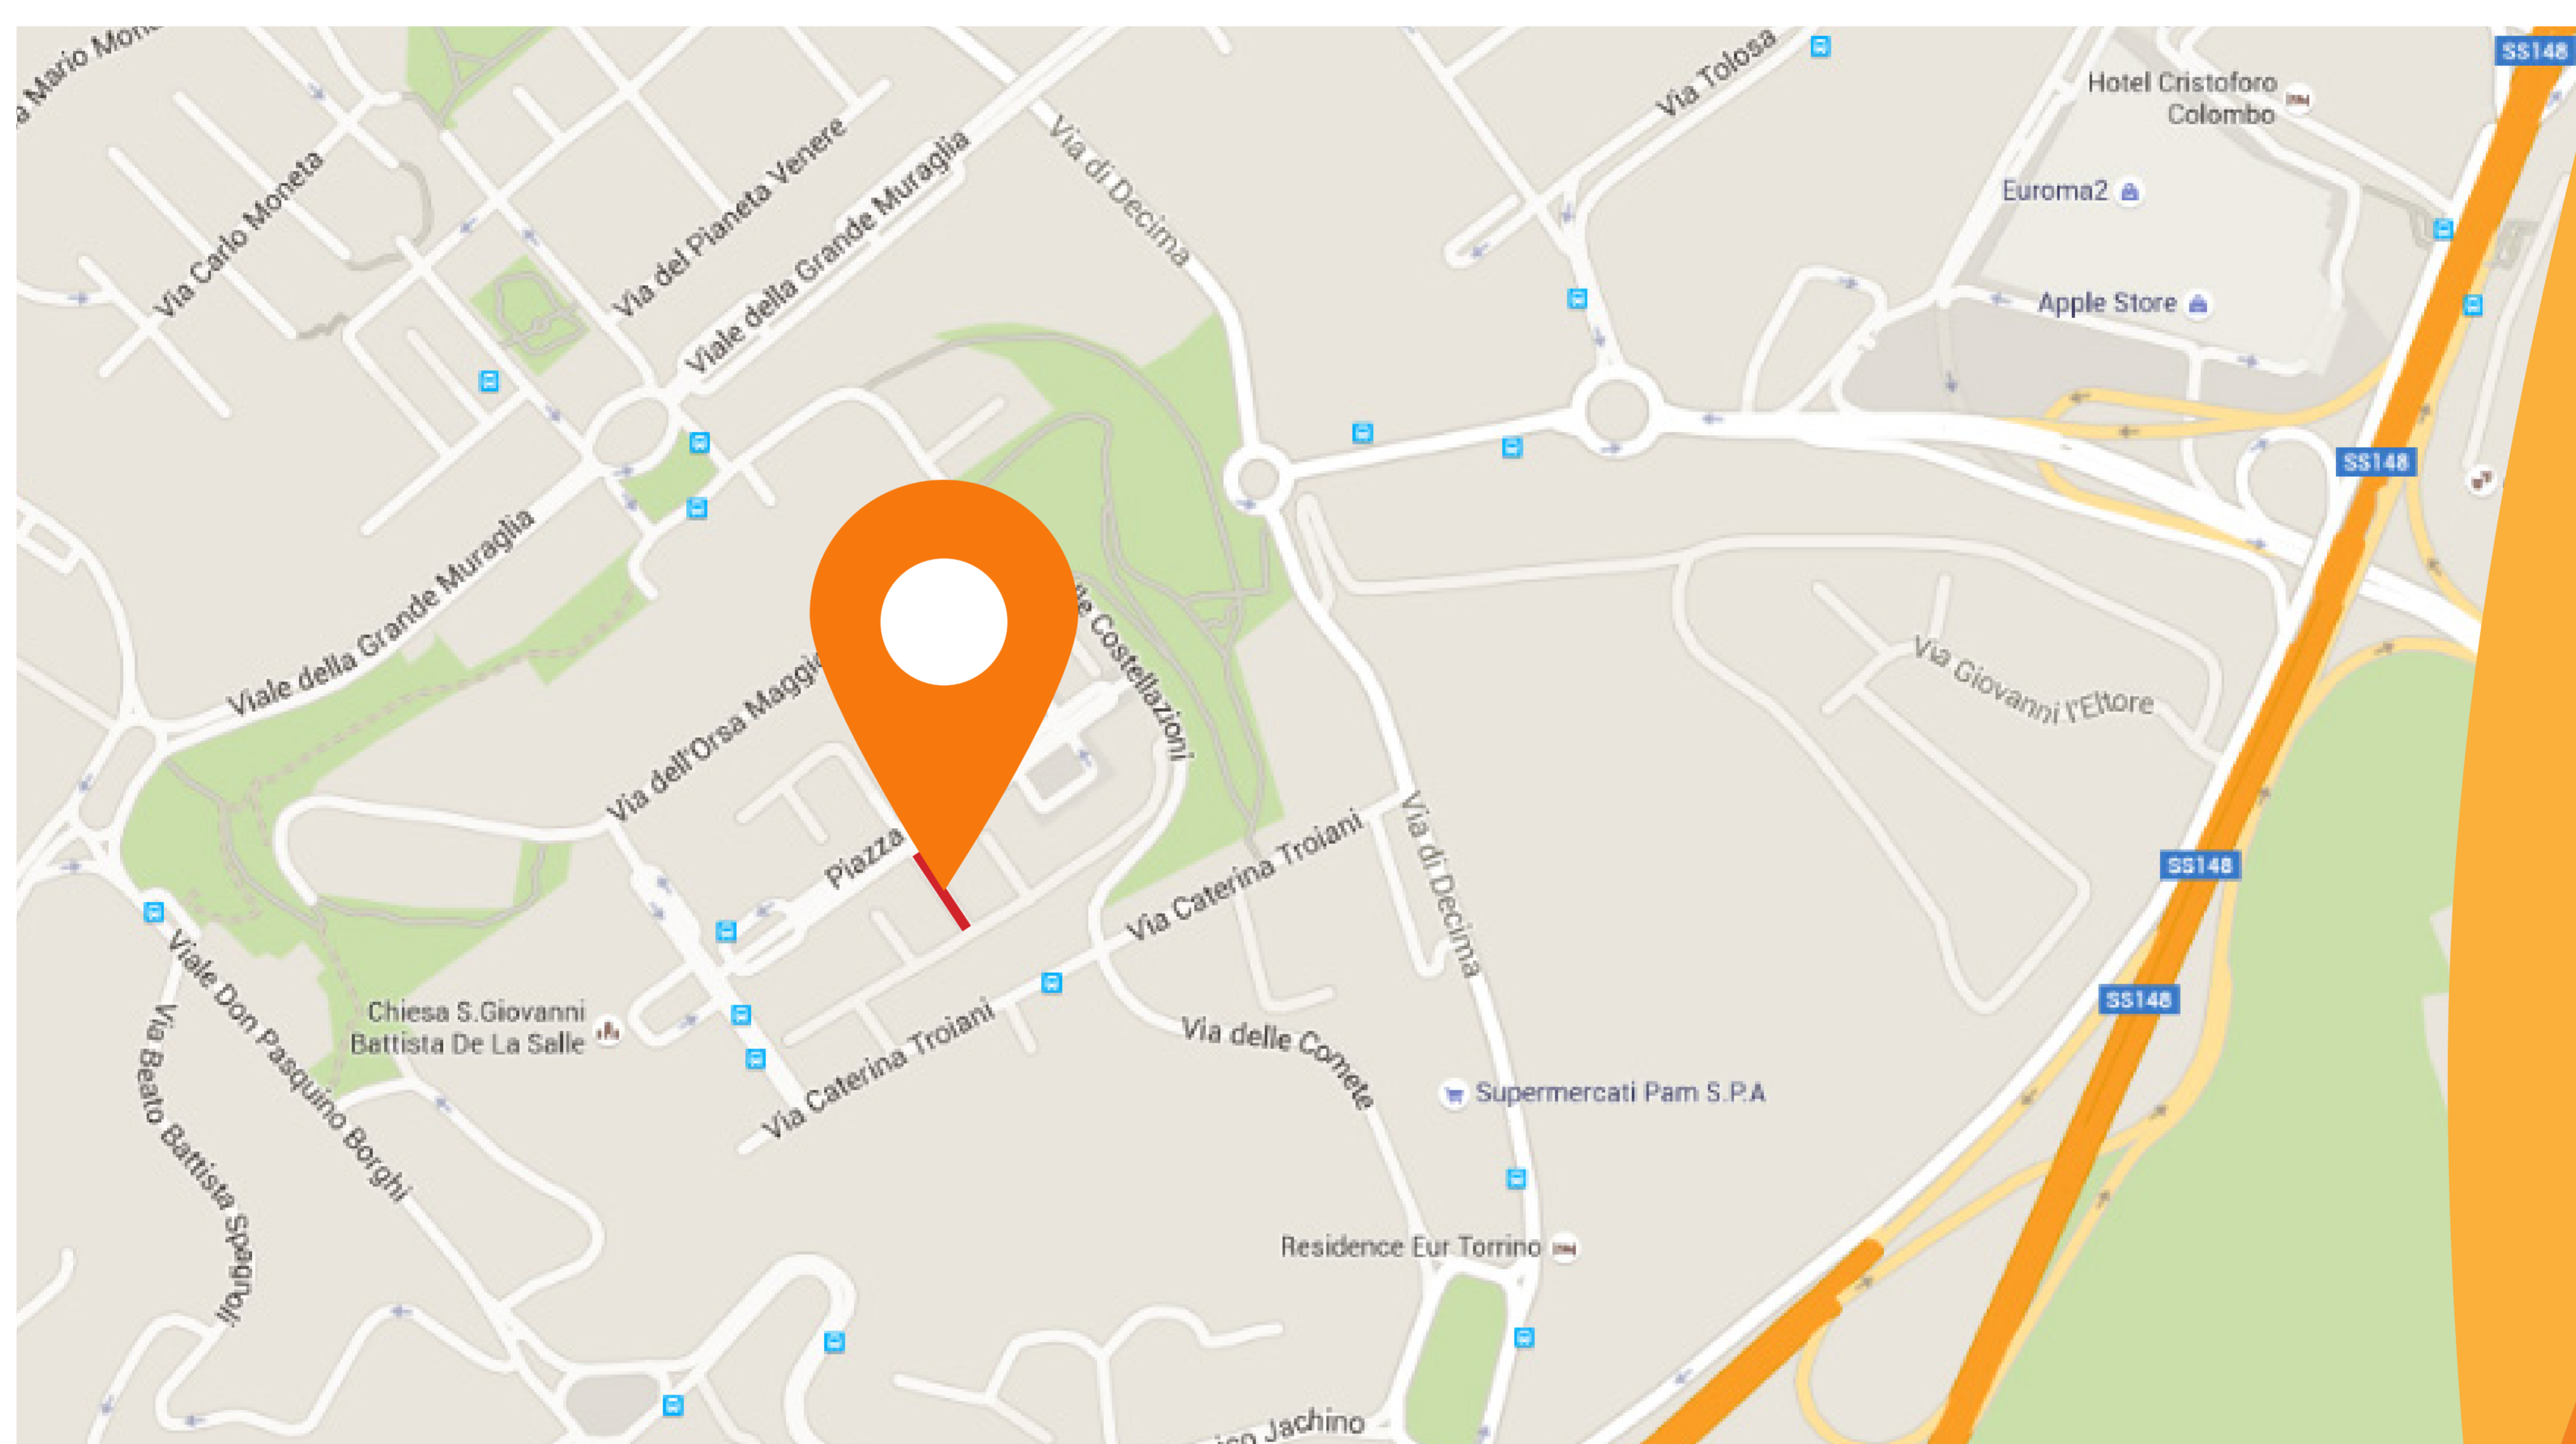 Mario
SS148
Via Tolosa
Hotel Cristoforo
Colombo
Via di Decima
Via del Pianeta Venere
Viale della Grande Muraglia
Via Carlo Moneta
Euroma2
Apple Store
SS148
Viale della Grande Muraglia
Costellazioni
Via Giovanni l'Eltore
Via dell'Orsa
Piazza
Via Caterina Troiani
Via di Decima
SS148
SS148
Viale Don Pasquino Borghi
Chiesa S.Giovanni
Battista De La Salle
Via Caterina Troiani
Via delle Comete
Via Beato Battista Spagnoli
Supermercati Pam S.P.A
Residence Eur Torrino
Jachino